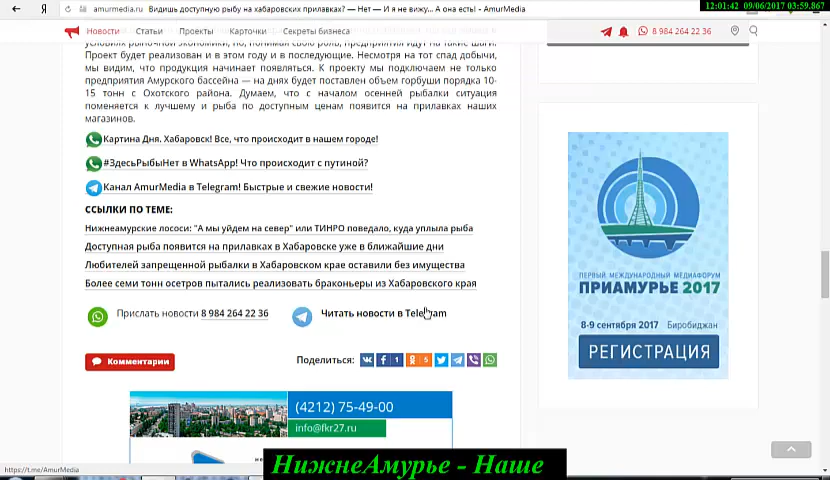 12:01:42 09/06/2017 03:59.867
Я amurmedia.ru Видишь доступную рыбу на хабаровских прилавках? — Нет — И я не вижу... А она есть! - AmurMedia
Новости Статьи Проекты Карточки Секреты бизнеса 8 984 264 22 36
Проект будет реализован и в этом году и в последующие. Несмотря на тот спад добычи,
мы видим, что продукция начинает появляться. К проекту мы подключаем не только
предприятия Амурского бассейна — на днях будет поставлен объем горбуши порядка 10-
15 тонн с Охотского района. Думаем, что с началом осенней рыбалки ситуация
поменяется к лучшему и рыба по доступным ценам появится на прилавках наших
магазинов.
Картина Дня. Хабаровск! Все, что происходит в нашем городе!
#ЗдесьРыбыНет в WhatsApp! Что происходит с путиной?
Канал AmurMedia в Telegram! Быстрые и свежие новости!
ССЫЛКИ ПО ТЕМЕ:
Нижнеамурские лососи: "А мы уйдем на север" или ТИНРО поведало, куда уплыла рыба
Доступная рыба появится на прилавках в Хабаровске уже в ближайшие дни
Любителей запрещенной рыбалки в Хабаровском крае оставили без имущества
Более семи тонн осетров пытались реализовать браконьеры из Хабаровского края
Прислать новости 8 984 264 22 36 Читать новости в Telegram
Комментарии
Поделиться: 1 5
(4212) 75-49-00
info@fkr27.ru
ПЕРВЫЙ МЕЖДУНАРОДНЫЙ МЕДИАФОРУМ
ПРИАМУРЬЕ 2017
8-9 сентября 2017 Биробиджан
РЕГИСТРАЦИЯ
https://t.me/AmurMedia
НижнеАмурье - Наше